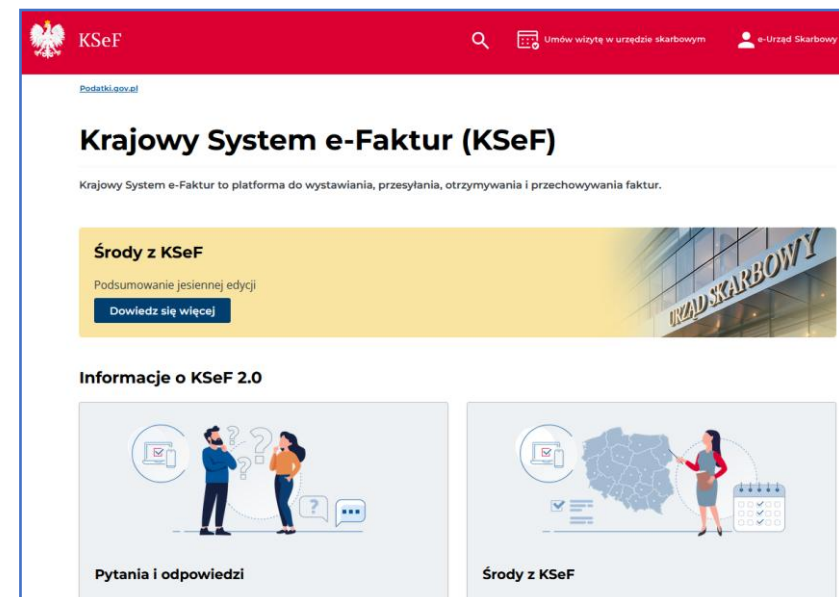 KSeF
Umów wizytę w urzędzie skarbowym
e-Urząd Skarbowy
Podatki.gov.pl
Krajowy System e-Faktur (KSeF)
Krajowy System e-Faktur to platforma do wystawiania, przesyłania, otrzymywania i przechowywania faktur.
Środy z KSeF
Podsumowanie jesiennej edycji
Dowiedz się więcej
URZĄD SKARBOWY
Informacje o KSeF 2.0
? ? ?
?
Pytania i odpowiedzi
Środy z KSeF